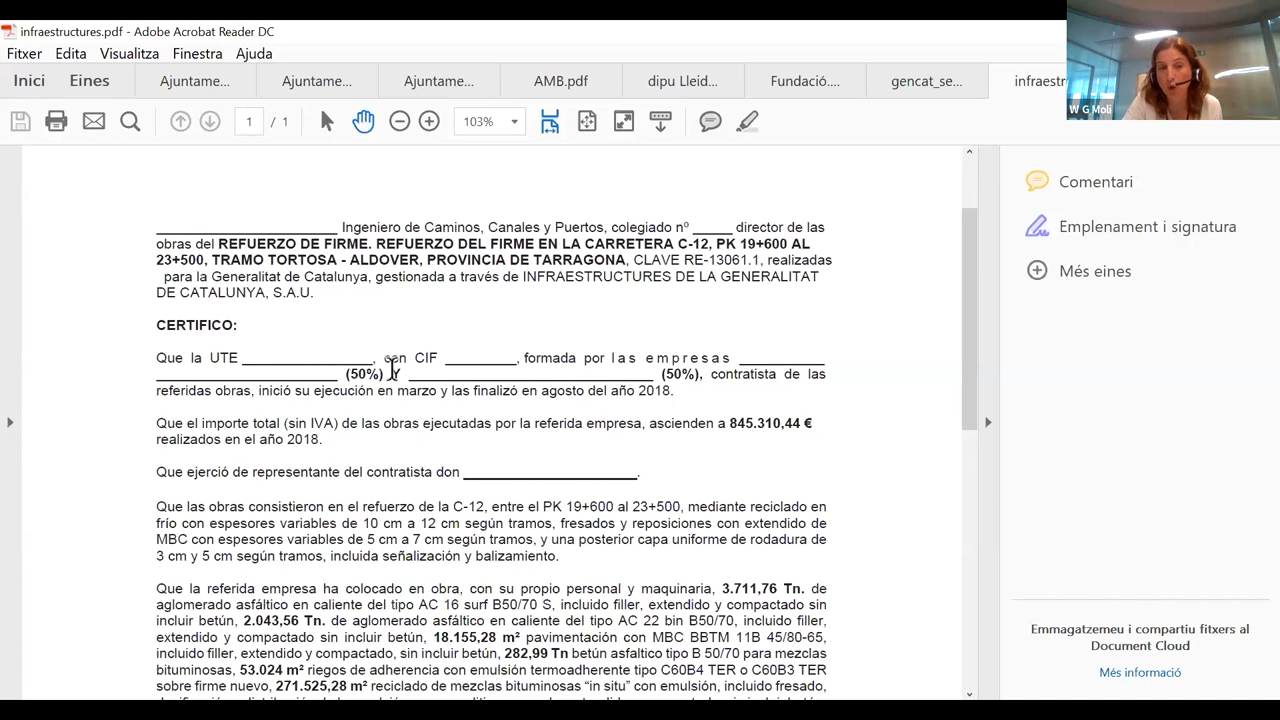 infraestructures.pdf - Adobe Acrobat Reader DC
Fitxer Edita Visualitza Finestra Ajuda
Inici Eines Ajuntame... Ajuntame... Ajuntame... AMB.pdf dipu Lleid... Fundació.... gencat_se... infraestr
W G Moli
1 / 1 103%
Ingeniero de Caminos, Canales y Puertos, colegiado nº _____ director de las
obras del REFUERZO DE FIRME. REFUERZO DEL FIRME EN LA CARRETERA C-12, PK 19+600 AL
23+500, TRAMO TORTOSA - ALDOVER, PROVINCIA DE TARRAGONA, CLAVE RE-13061.1, realizadas
para la Generalitat de Catalunya, gestionada a través de INFRAESTRUCTURES DE LA GENERALITAT
DE CATALUNYA, S.A.U.
CERTIFICO:
Que la UTE ________________, con CIF _________, formada por las empresas ___________
_______________________ (50%) Y _______________________________ (50%), contratista de las
referidas obras, inició su ejecución en marzo y las finalizó en agosto del año 2018.
Que el importe total (sin IVA) de las obras ejecutadas por la referida empresa, ascienden a 845.310,44 €
realizados en el año 2018.
Que ejerció de representante del contratista don ______________________.
Que las obras consistieron en el refuerzo de la C-12, entre el PK 19+600 al 23+500, mediante reciclado en
frío con espesores variables de 10 cm a 12 cm según tramos, fresados y reposiciones con extendido de
MBC con espesores variables de 5 cm a 7 cm según tramos, y una posterior capa uniforme de rodadura de
3 cm y 5 cm según tramos, incluida señalización y balizamiento.
Que la referida empresa ha colocado en obra, con su propio personal y maquinaria, 3.711,76 Tn. de
aglomerado asfáltico en caliente del tipo AC 16 surf B50/70 S, incluido filler, extendido y compactado sin
incluir betún, 2.043,56 Tn. de aglomerado asfáltico en caliente del tipo AC 22 bin B50/70, incluido filler,
extendido y compactado sin incluir betún, 18.155,28 m² pavimentación con MBC BBTM 11B 45/80-65,
incluido filler, extendido y compactado, sin incluir betún, 282,99 Tn betún asfaltico tipo B 50/70 para mezclas
bituminosas, 53.024 m² riegos de adherencia con emulsión termoadherente tipo C60B4 TER o C60B3 TER
sobre firme nuevo, 271.525,28 m² reciclado de mezclas bituminosas “in situ” con emulsión, incluido fresado,
Comentari
Emplenament i signatura
Més eines
Emmagatzemeu i compartiu fitxers al
Document Cloud
Més informació